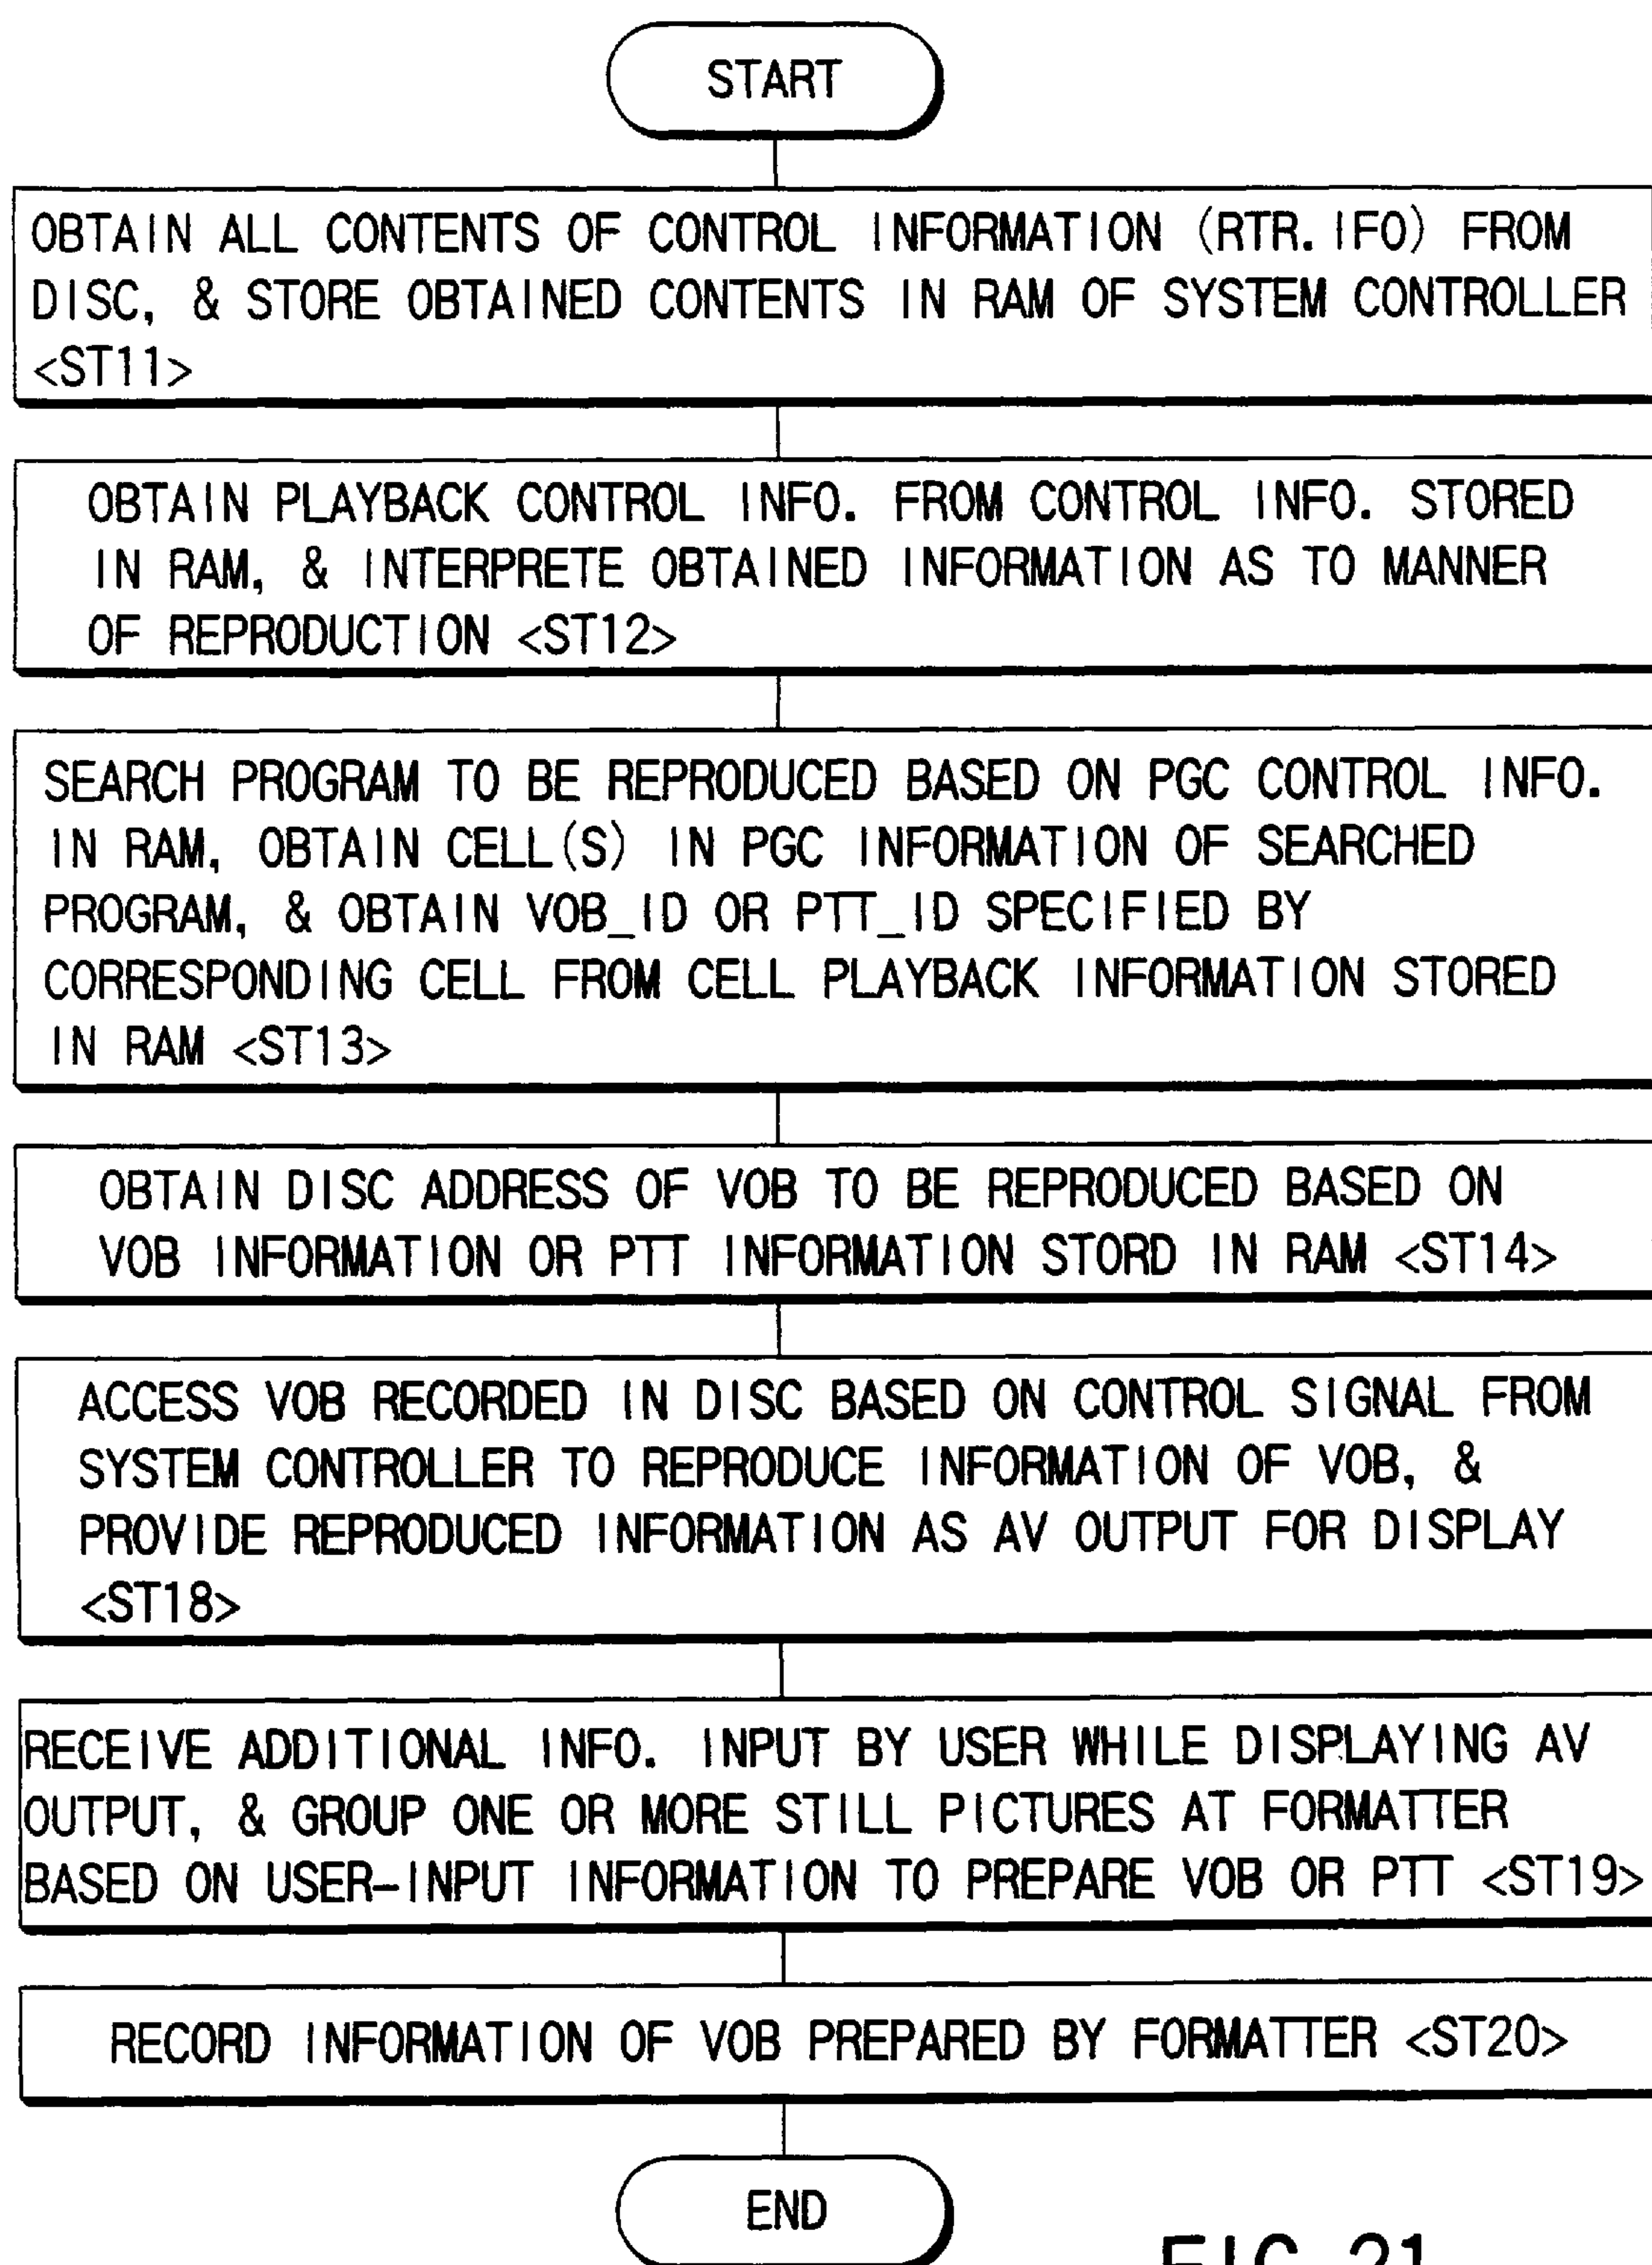 START
OBTAIN ALL CONTENTS OF CONTROL INFORMATION (RTR.IFO) FROM
DISC, & STORE OBTAINED CONTENTS IN RAM OF SYSTEM CONTROLLER
<ST11>
OBTAIN PLAYBACK CONTROL INFO. FROM CONTROL INFO. STORED
IN RAM, & INTERPRETE OBTAINED INFORMATION AS TO MANNER
OF REPRODUCTION <ST12>
SEARCH PROGRAM TO BE REPRODUCED BASED ON PGC CONTROL INFO.
IN RAM, OBTAIN CELL(S) IN PGC INFORMATION OF SEARCHED
PROGRAM, & OBTAIN VOB_ID OR PTT_ID SPECIFIED BY
CORRESPONDING CELL FROM CELL PLAYBACK INFORMATION STORED
IN RAM <ST13>
OBTAIN DISC ADDRESS OF VOB TO BE REPRODUCED BASED ON
VOB INFORMATION OR PTT INFORMATION STORD IN RAM <ST14>
ACCESS VOB RECORDED IN DISC BASED ON CONTROL SIGNAL FROM
SYSTEM CONTROLLER TO REPRODUCE INFORMATION OF VOB, &
PROVIDE REPRODUCED INFORMATION AS AV OUTPUT FOR DISPLAY
<ST18>
RECEIVE ADDITIONAL INFO. INPUT BY USER WHILE DISPLAYING AV
OUTPUT, & GROUP ONE OR MORE STILL PICTURES AT FORMATTER
BASED ON USER-INPUT INFORMATION TO PREPARE VOB OR PTT <ST19>
RECORD INFORMATION OF VOB PREPARED BY FORMATTER <ST20>
END
FIG. 21